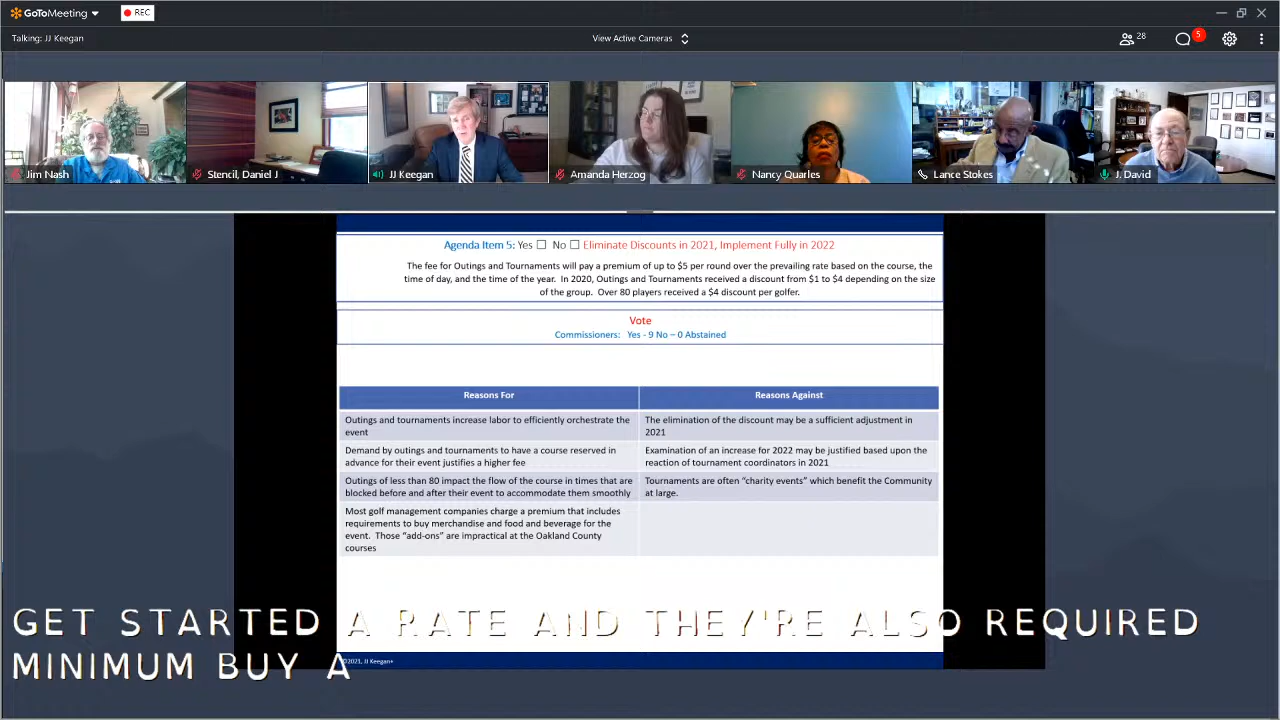 GoToMeeting
REC
Talking: JJ Keegan
View Active Cameras
28
5
Jim Nash
Stencil, Daniel J
JJ Keegan
Amanda Herzog
Nancy Quarles
Lance Stokes
J. David
Agenda Item 5: Yes ☐ No ☐ Eliminate Discounts in 2021, Implement Fully in 2022
The fee for Outings and Tournaments will pay a premium of up to $5 per round over the prevailing rate based on the course, the
time of day, and the time of the year. In 2020, Outings and Tournaments received a discount from $1 to $4 depending on the size
of the group. Over 80 players received a $4 discount per golfer.
Vote
Commissioners: Yes - 9 No – 0 Abstained
Reasons For
Reasons Against
Outings and tournaments increase labor to efficiently orchestrate the
event
The elimination of the discount may be a sufficient adjustment in
2021
Demand by outings and tournaments to have a course reserved in
advance for their event justifies a higher fee
Examination of an increase for 2022 may be justified based upon the
reaction of tournament coordinators in 2021
Outings of less than 80 impact the flow of the course in times that are
blocked before and after their event to accommodate them smoothly
Tournaments are often “charity events” which benefit the Community
at large.
Most golf management companies charge a premium that includes
requirements to buy merchandise and food and beverage for the
event. Those “add-ons” are impractical at the Oakland County
courses
GET STARTED A RATE AND THEY'RE ALSO REQUIRED
MINIMUM BUY A
©2021, JJ Keegan+